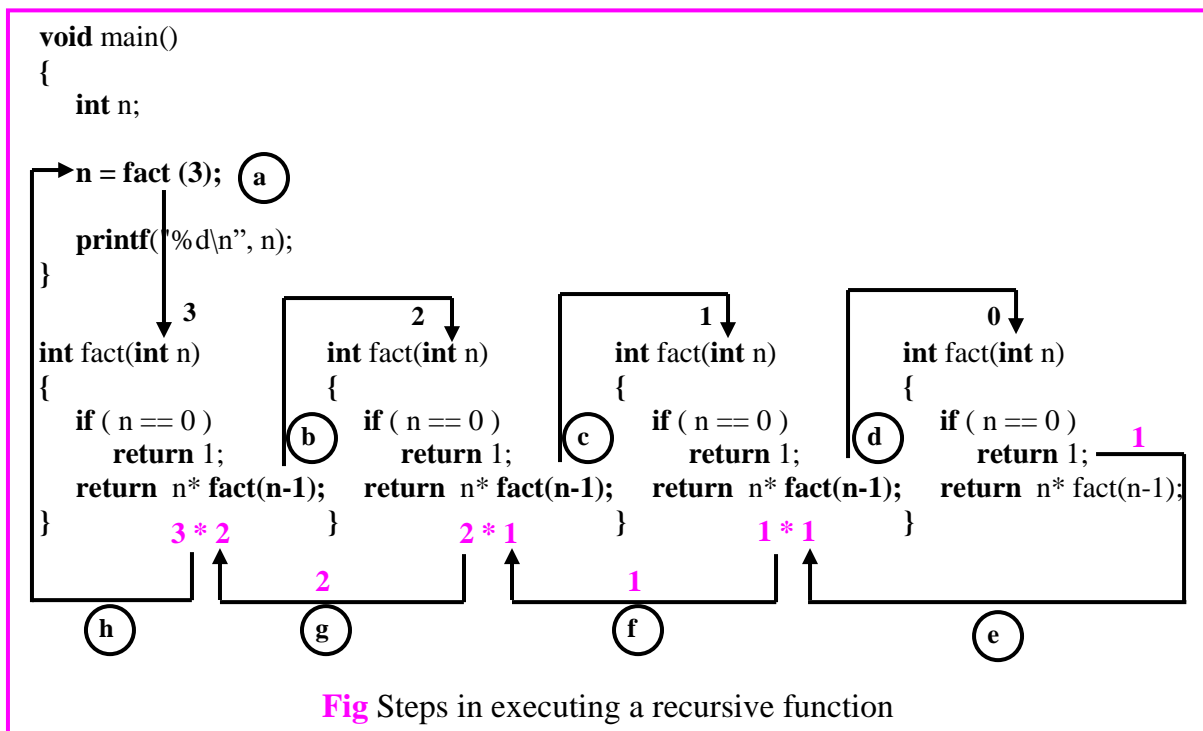 void main()
{
int n;
n = fact (3); a
printf("%d\n”, n);
}
3 2 1 0
int fact(int n) int fact(int n) int fact(int n) int fact(int n)
{ { { {
if ( n == 0 ) b if ( n == 0 ) c if ( n == 0 ) d if ( n == 0 ) 1
return 1; return 1; return 1; return 1;
return n* fact(n-1); return n* fact(n-1); return n* fact(n-1); return n* fact(n-1);
} } } }
3 * 2 2 * 1 1 * 1
2 1
h g f e
Fig Steps in executing a recursive function